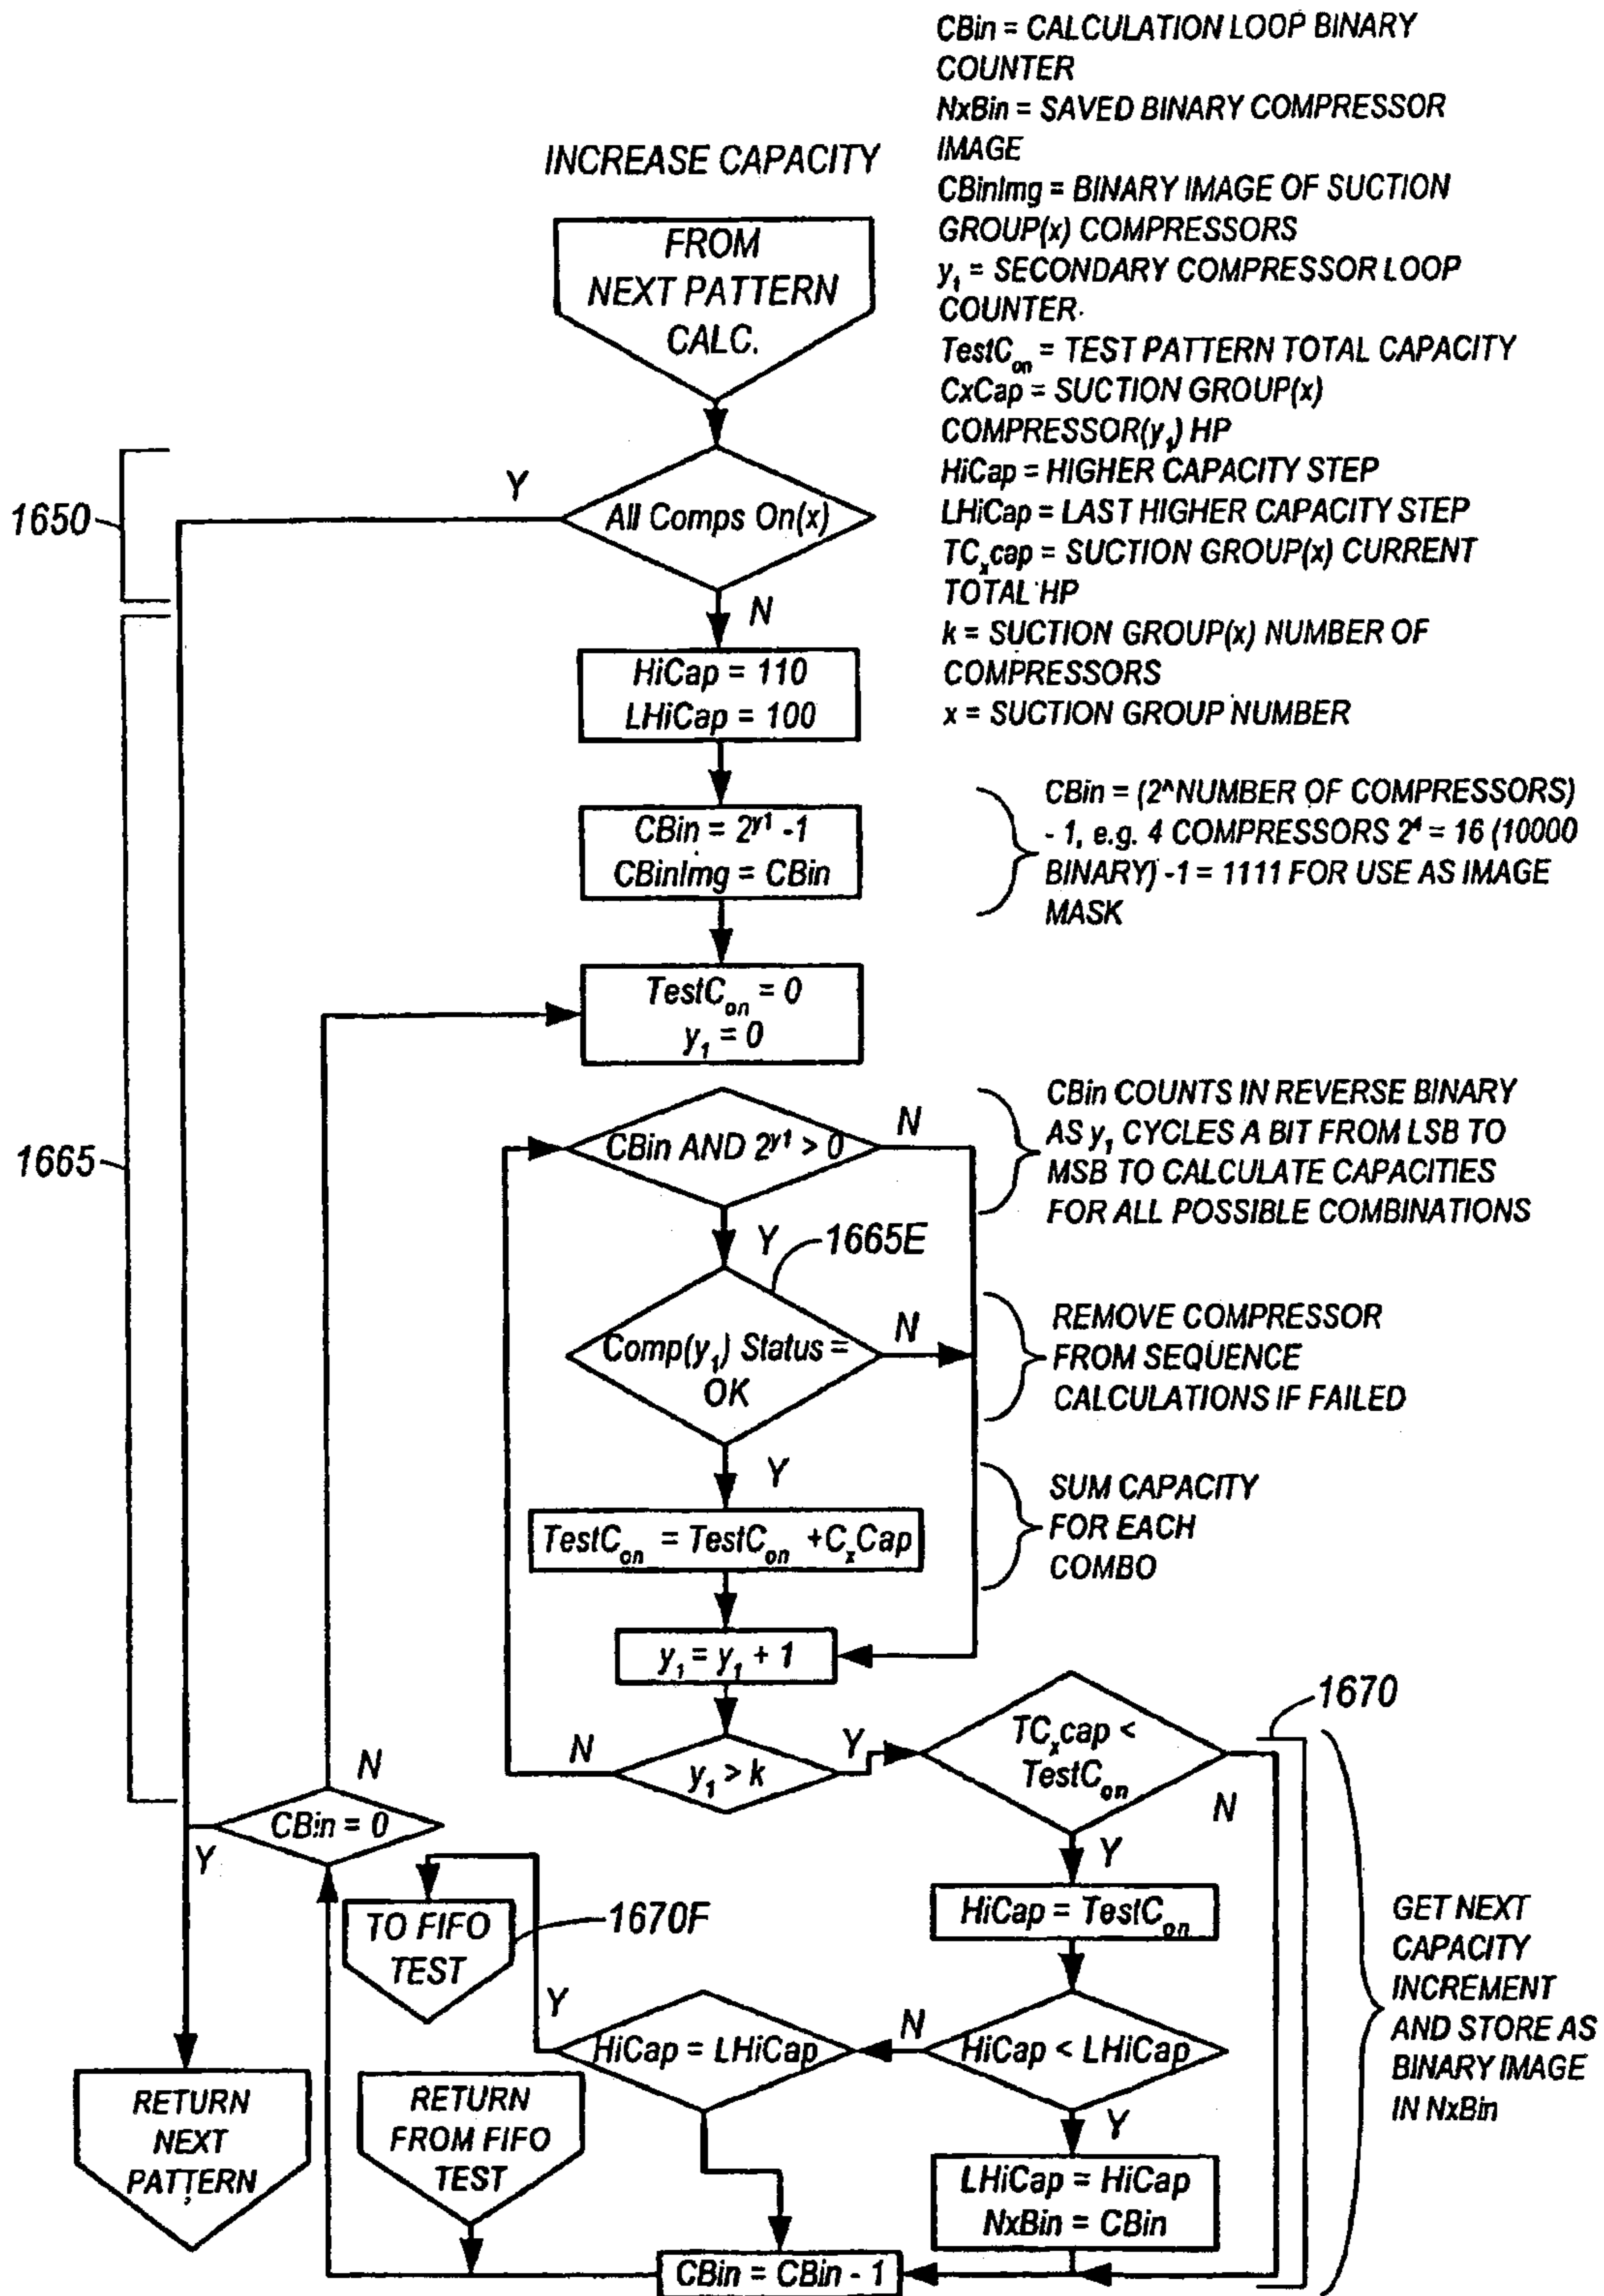 CBin = CALCULATION LOOP BINARY
COUNTER
NxBin = SAVED BINARY COMPRESSOR
IMAGE
CBinImg = BINARY IMAGE OF SUCTION
GROUP(x) COMPRESSORS
y₁ = SECONDARY COMPRESSOR LOOP
COUNTER
TestCₒₙ = TEST PATTERN TOTAL CAPACITY
CxCap = SUCTION GROUP(x)
COMPRESSOR(y₁) HP
HiCap = HIGHER CAPACITY STEP
LHiCap = LAST HIGHER CAPACITY STEP
TCₓcap = SUCTION GROUP(x) CURRENT
TOTAL HP
k = SUCTION GROUP(x) NUMBER OF
COMPRESSORS
x = SUCTION GROUP NUMBER
INCREASE CAPACITY
FROM
NEXT PATTERN
CALC.
1650
Y
All Comps On(x)
N
HiCap = 110
LHiCap = 100
CBin = 2^y1 -1
CBinImg = CBin
CBin = (2^NUMBER OF COMPRESSORS)
- 1, e.g. 4 COMPRESSORS 2⁴ = 16 (10000
BINARY) -1 = 1111 FOR USE AS IMAGE
MASK
TestCₒₙ = 0
y₁ = 0
1665
CBin AND 2^y1 > 0
N
CBin COUNTS IN REVERSE BINARY
AS y₁ CYCLES A BIT FROM LSB TO
MSB TO CALCULATE CAPACITIES
FOR ALL POSSIBLE COMBINATIONS
Y
1665E
Comp(y₁) Status =
OK
N
REMOVE COMPRESSOR
FROM SEQUENCE
CALCULATIONS IF FAILED
Y
TestCₒₙ = TestCₒₙ +CₓCap
SUM CAPACITY
FOR EACH
COMBO
y₁ = y₁ + 1
N
y₁ > k
Y
TCₓcap <
TestCₒₙ
N
1670
N
CBin = 0
Y
Y
HiCap = TestCₒₙ
TO FIFO
TEST
1670F
GET NEXT
CAPACITY
INCREMENT
AND STORE AS
BINARY IMAGE
IN NxBin
Y
HiCap = LHiCap
N
HiCap < LHiCap
RETURN
NEXT
PATTERN
RETURN
FROM FIFO
TEST
Y
LHiCap = HiCap
NxBin = CBin
CBin = CBin - 1